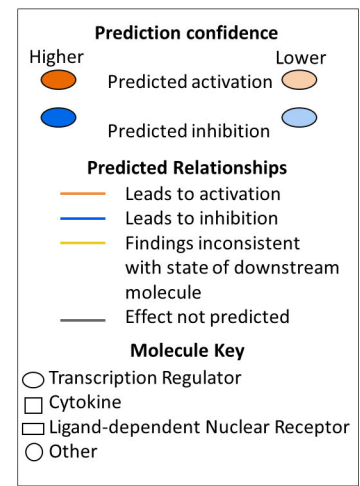 Prediction confidence
Higher Lower
Predicted activation
Predicted inhibition
Predicted Relationships
Leads to activation
Leads to inhibition
Findings inconsistent
with state of downstream
molecule
Effect not predicted
Molecule Key
Transcription Regulator
Cytokine
Ligand-dependent Nuclear Receptor
Other